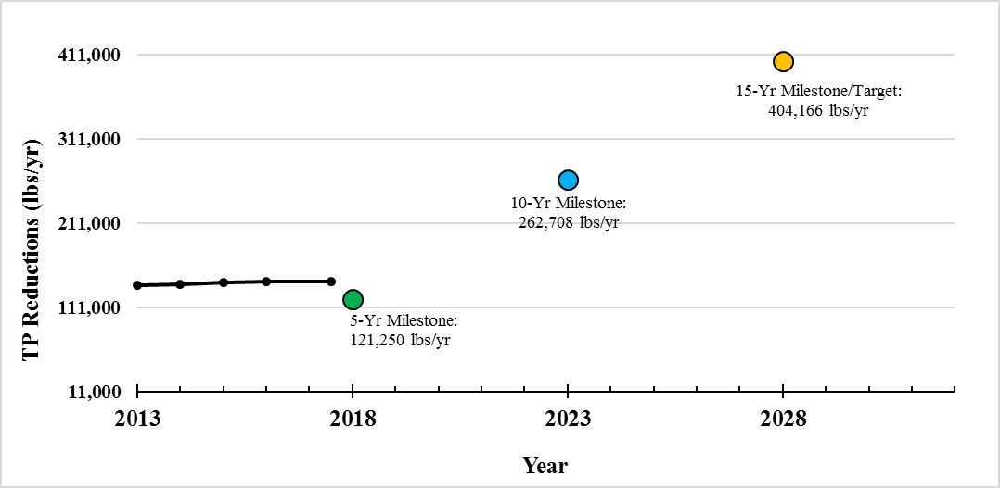 411,000
15-Yr Milestone/Target:
404,166 lbs/yr
311,000
10-Yr Milestone:
262,708 lbs/yr
211,000
111,000
5-Yr Milestone:
121,250 lbs/yr
11,000
TP Reductions (lbs/yr)
2013 2018 2023 2028
Year